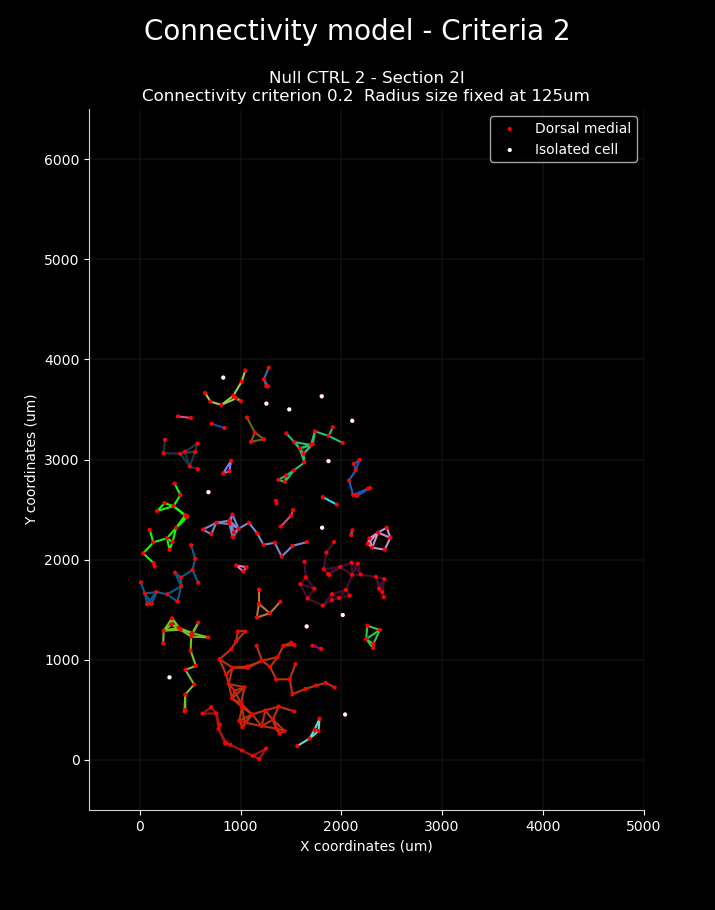 Connectivity model - Criteria 2
Null CTRL 2 - Section 2l
Connectivity criterion 0.2  Radius size fixed at 125um
Dorsal medial
Isolated cell
6000
5000
4000
3000
2000
1000
0
Y coordinates (um)
0 1000 2000 3000 4000 5000
X coordinates (um)